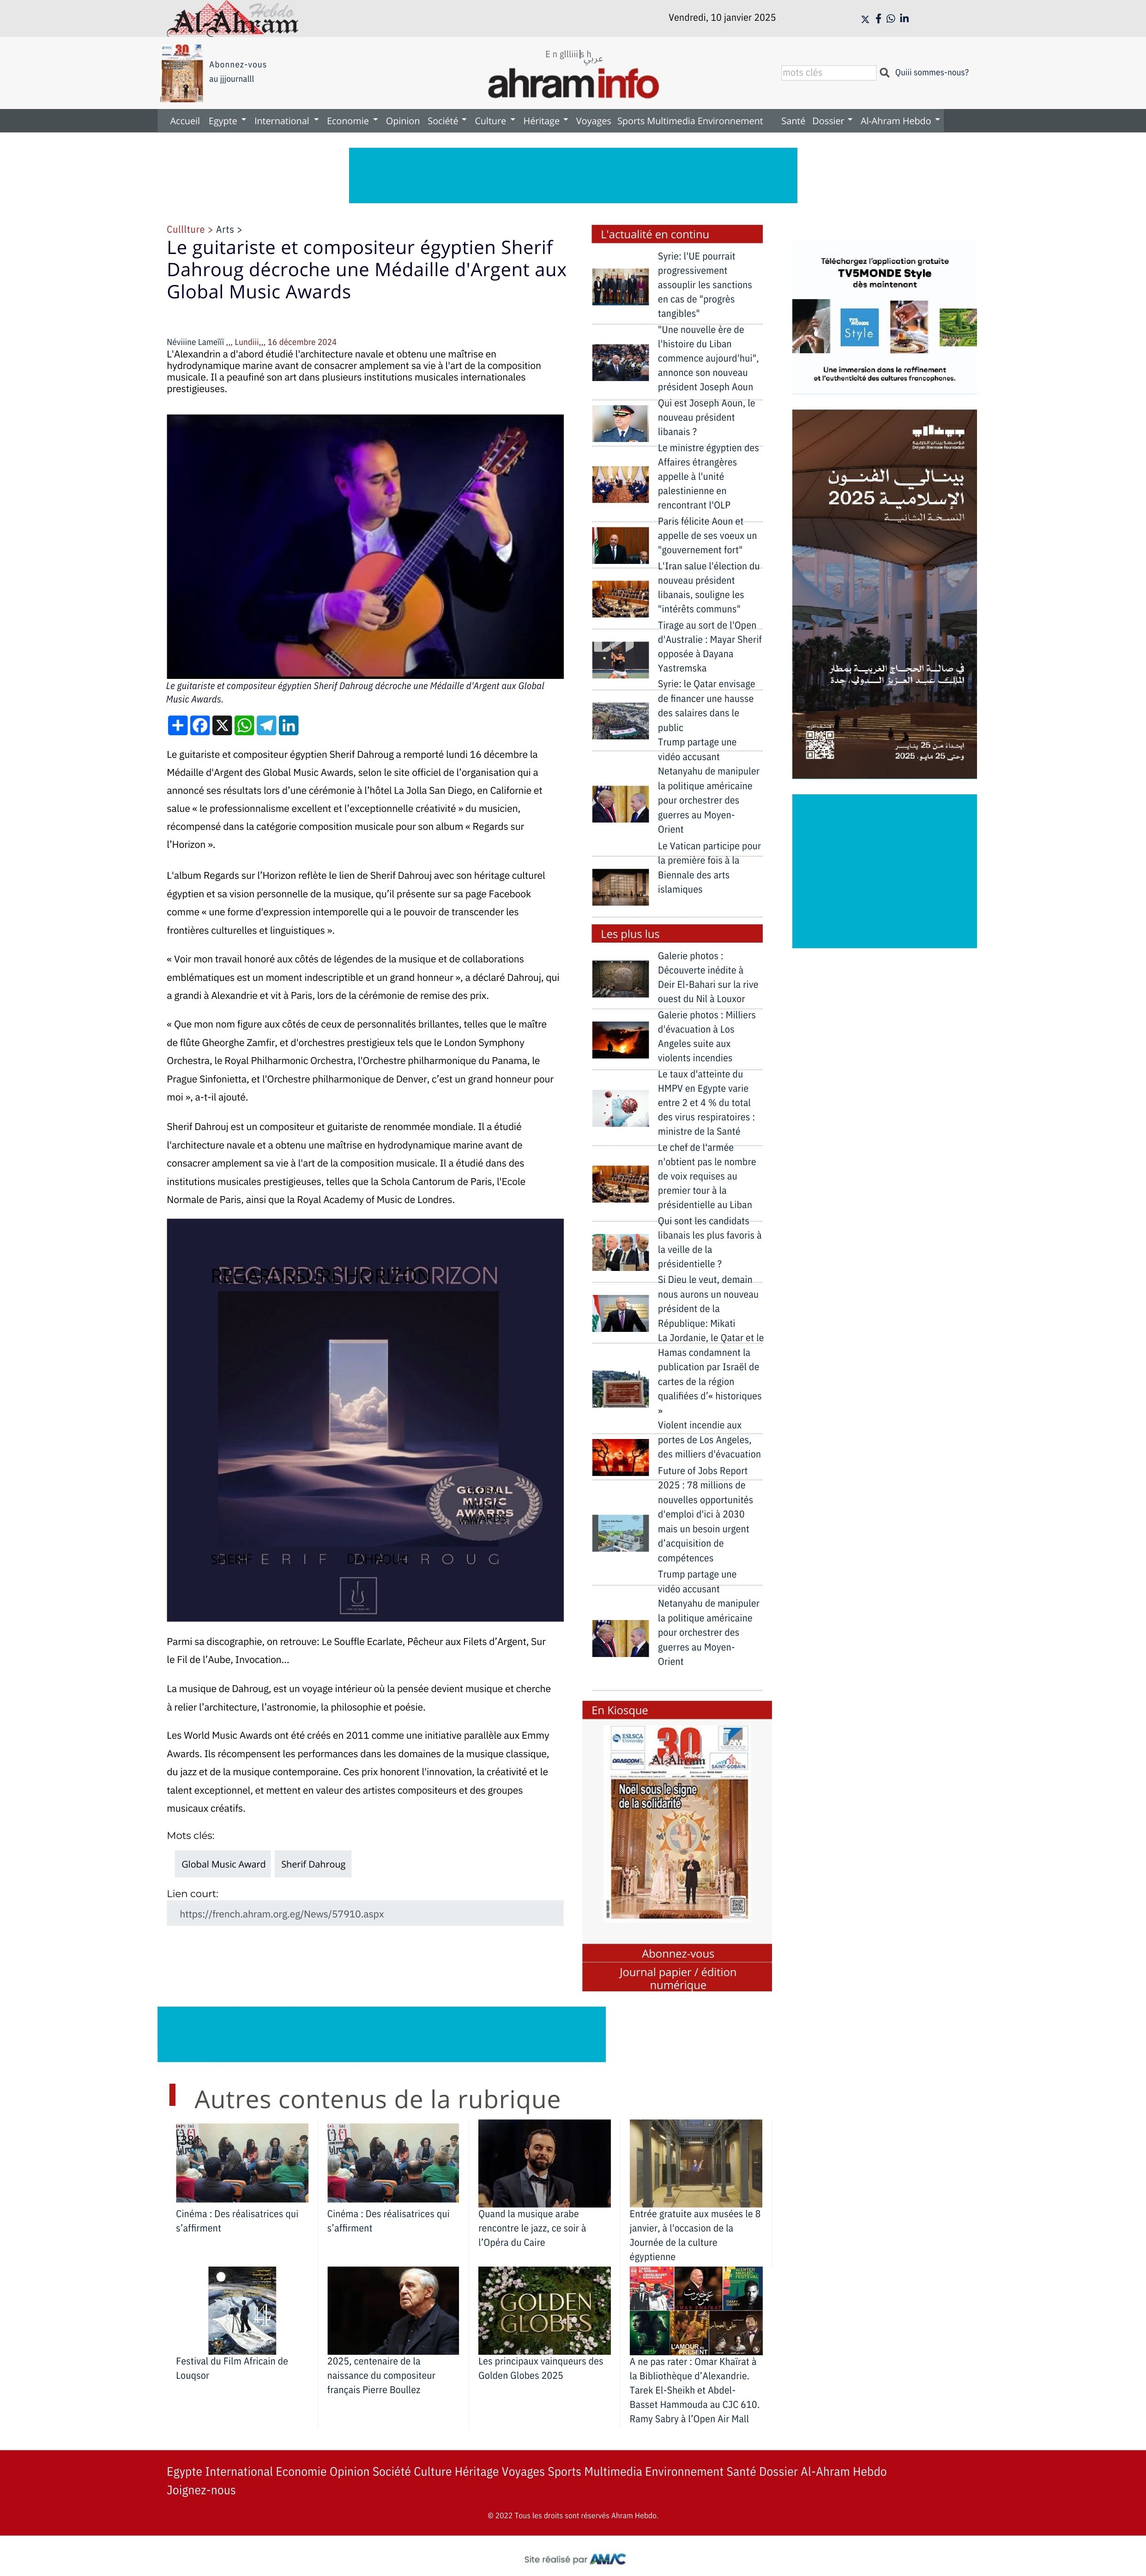 Al-Ahram Hebdo
Vendredi, 10 janvier 2025
Abonnez-vous
au jjjournalll
عربي
ahraminfo
mots clés
Quiii sommes-nous?
Accueil Egypte International Economie Opinion Société Culture Héritage Voyages Sports Multimedia Environnement Santé Dossier Al-Ahram Hebdo
Culllture > Arts >
Le guitariste et compositeur égyptien Sherif
Dahroug décroche une Médaille d'Argent aux
Global Music Awards
Néviiine Lameïïï ,,, Lundiii,,, 16 décembre 2024
L'Alexandrin a d'abord étudié l'architecture navale et obtenu une maîtrise en
hydrodynamique marine avant de consacrer amplement sa vie à l'art de la composition
musicale. Il a peaufiné son art dans plusieurs institutions musicales internationales
prestigieuses.
Le guitariste et compositeur égyptien Sherif Dahroug décroche une Médaille d'Argent aux Global
Music Awards.
Le guitariste et compositeur égyptien Sherif Dahroug a remporté lundi 16 décembre la
Médaille d'Argent des Global Music Awards, selon le site officiel de l’organisation qui a
annoncé ses résultats lors d’une cérémonie à l’hôtel La Jolla San Diego, en Californie et
salue « le professionnalisme excellent et l’exceptionnelle créativité » du musicien,
récompensé dans la catégorie composition musicale pour son album « Regards sur
l’Horizon ».
L'album Regards sur l’Horizon reflète le lien de Sherif Dahrouj avec son héritage culturel
égyptien et sa vision personnelle de la musique, qu’il présente sur sa page Facebook
comme « une forme d'expression intemporelle qui a le pouvoir de transcender les
frontières culturelles et linguistiques ».
« Voir mon travail honoré aux côtés de légendes de la musique et de collaborations
emblématiques est un moment indescriptible et un grand honneur », a déclaré Dahrouj, qui
a grandi à Alexandrie et vit à Paris, lors de la cérémonie de remise des prix.
« Que mon nom figure aux côtés de ceux de personnalités brillantes, telles que le maître
de flûte Gheorghe Zamfir, et d'orchestres prestigieux tels que le London Symphony
Orchestra, le Royal Philharmonic Orchestra, l'Orchestre philharmonique du Panama, le
Prague Sinfonietta, et l'Orchestre philharmonique de Denver, c’est un grand honneur pour
moi », a-t-il ajouté.
Sherif Dahrouj est un compositeur et guitariste de renommée mondiale. Il a étudié
l'architecture navale et a obtenu une maîtrise en hydrodynamique marine avant de
consacrer amplement sa vie à l'art de la composition musicale. Il a étudié dans des
institutions musicales prestigieuses, telles que la Schola Cantorum de Paris, l'Ecole
Normale de Paris, ainsi que la Royal Academy of Music de Londres.
REGARDS SUR L'HORIZON
GLOBAL
MUSIC
AWARDS
SHERIF DAHROUG
Parmi sa discographie, on retrouve: Le Souffle Ecarlate, Pêcheur aux Filets d’Argent, Sur
le Fil de l’Aube, Invocation…
La musique de Dahroug, est un voyage intérieur où la pensée devient musique et cherche
à relier l’architecture, l’astronomie, la philosophie et poésie.
Les World Music Awards ont été créés en 2011 comme une initiative parallèle aux Emmy
Awards. Ils récompensent les performances dans les domaines de la musique classique,
du jazz et de la musique contemporaine. Ces prix honorent l'innovation, la créativité et le
talent exceptionnel, et mettent en valeur des artistes compositeurs et des groupes
musicaux créatifs.
Mots clés:
Global Music Award
Sherif Dahroug
Lien court:
https://french.ahram.org.eg/News/57910.aspx
L'actualité en continu
Syrie: l'UE pourrait
progressivement
assouplir les sanctions
en cas de "progrès
tangibles"
"Une nouvelle ère de
l'histoire du Liban
commence aujourd'hui",
annonce son nouveau
président Joseph Aoun
Qui est Joseph Aoun, le
nouveau président
libanais ?
Le ministre égyptien des
Affaires étrangères
appelle à l'unité
palestinienne en
rencontrant l'OLP
Paris félicite Aoun et
appelle de ses voeux un
"gouvernement fort"
L'Iran salue l'élection du
nouveau président
libanais, souligne les
"intérêts communs"
Tirage au sort de l'Open
d'Australie : Mayar Sherif
opposée à Dayana
Yastremska
Syrie: le Qatar envisage
de financer une hausse
des salaires dans le
public
Trump partage une
vidéo accusant
Netanyahu de manipuler
la politique américaine
pour orchestrer des
guerres au Moyen-
Orient
Le Vatican participe pour
la première fois à la
Biennale des arts
islamiques
Les plus lus
Galerie photos :
Découverte inédite à
Deir El-Bahari sur la rive
ouest du Nil à Louxor
Galerie photos : Milliers
d'évacuation à Los
Angeles suite aux
violents incendies
Le taux d'atteinte du
HMPV en Egypte varie
entre 2 et 4 % du total
des virus respiratoires :
ministre de la Santé
Le chef de l'armée
n'obtient pas le nombre
de voix requises au
premier tour à la
présidentielle au Liban
Qui sont les candidats
libanais les plus favoris à
la veille de la
présidentielle ?
Si Dieu le veut, demain
nous aurons un nouveau
président de la
République: Mikati
La Jordanie, le Qatar et le
Hamas condamnent la
publication par Israël de
cartes de la région
qualifiées d’« historiques
»
Violent incendie aux
portes de Los Angeles,
des milliers d'évacuation
Future of Jobs Report
2025 : 78 millions de
nouvelles opportunités
d'emploi d'ici à 2030
mais un besoin urgent
d’acquisition de
compétences
Trump partage une
vidéo accusant
Netanyahu de manipuler
la politique américaine
pour orchestrer des
guerres au Moyen-
Orient
En Kiosque
ESLSCA
University
30
ORASCOM
Al-Ahram
SAINT-GOBAIN
Noël sous le signe
de la solidarité
Abonnez-vous
Journal papier / édition
numérique
Téléchargez l'application gratuite
TV5MONDE Style
dès maintenant
TV5
MONDE
Style
Une immersion dans le raffinement
et l'authenticité des cultures francophones.
بينالي الفنون
الإسلامية 2025
النسخة الثانية
في صالة الحجاج الغربية بمطار
الملك عبد العزيز الدولي، جدة
ابتداءً من 25 يناير
وحتى 25 مايو، 2025
Autres contenus de la rubrique
Cinéma : Des réalisatrices qui
s’affirment
Cinéma : Des réalisatrices qui
s’affirment
Quand la musique arabe
rencontre le jazz, ce soir à
l’Opéra du Caire
Entrée gratuite aux musées le 8
janvier, à l'occasion de la
Journée de la culture
égyptienne
GOLDEN
GLOBES
L'AMOUR AU
PRESENT
Festival du Film Africain de
Louqsor
2025, centenaire de la
naissance du compositeur
français Pierre Boullez
Les principaux vainqueurs des
Golden Globes 2025
A ne pas rater : Omar Khaïrat à
la Bibliothèque d’Alexandrie.
Tarek El-Sheikh et Abdel-
Basset Hammouda au CJC 610.
Ramy Sabry à l’Open Air Mall
Egypte International Economie Opinion Société Culture Héritage Voyages Sports Multimedia Environnement Santé Dossier Al-Ahram Hebdo
Joignez-nous
© 2022 Tous les droits sont réservés Ahram Hebdo.
Site réalisé par AMAC